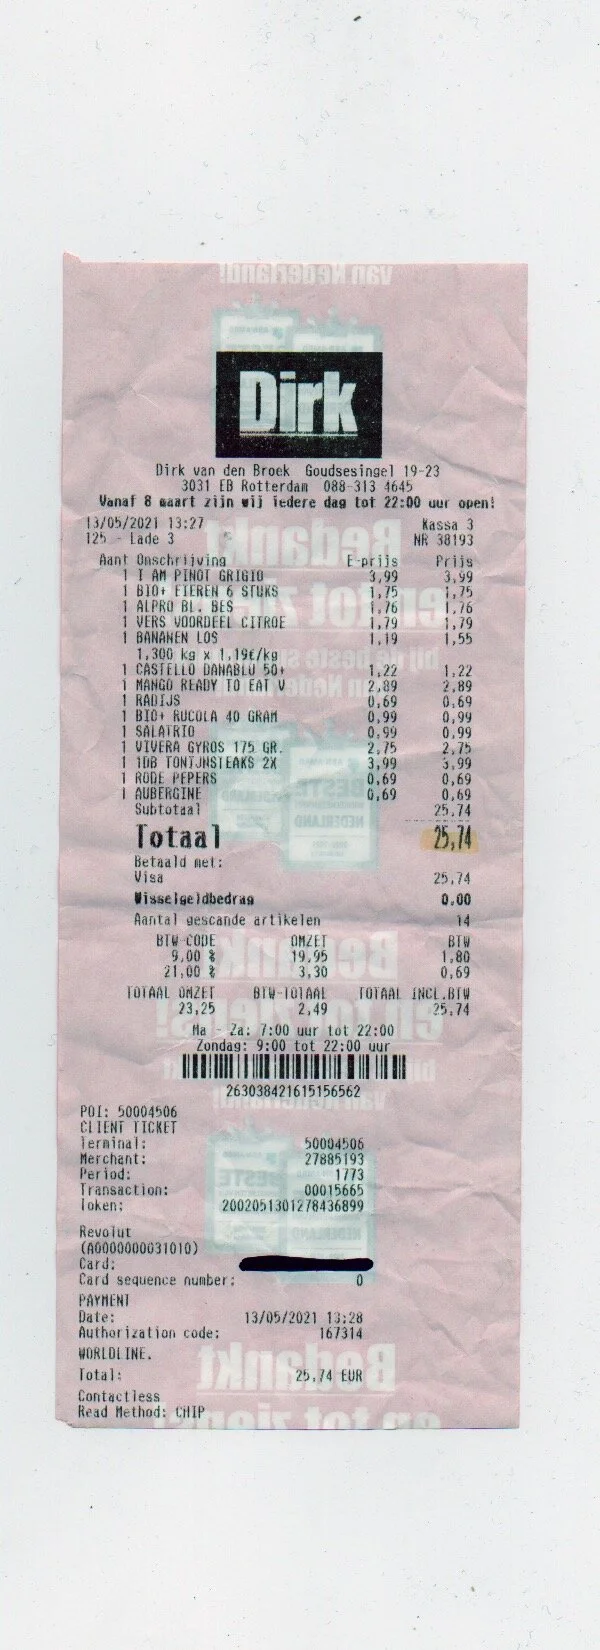 Dirk
Dirk van den Broek Goudsesingel 19-23
3031 EB Rotterdam 088-313 4645
Vanaf 8 maart zijn wij iedere dag tot 22:00 uur open!
13/05/2021 13:27 Kassa 3
125 - Lade 3 NR 38193
Aant Omschrijving E-prijs Prijs
1 I AM PINOT GRIGIO 3,99 3,99
1 BIO+ EIEREN 6 STUKS 1,75 1,75
1 ALPRO BL. BES 1,76 1,76
1 VERS VOORDEEL CITROE 1,79 1,79
1 BANANEN LOS 1,19 1,55
1,300 kg x 1,19€/kg
1 CASTELLO DANABLU 50+ 1,22 1,22
1 MANGO READY TO EAT V 2,89 2,89
1 RADIJS 0,69 0,69
1 BIO+ RUCOLA 40 GRAM 0,99 0,99
1 SALATRIO 0,99 0,99
1 VIVERA GYROS 175 GR. 2,75 2,75
1 1DB TONIJNSTEAKS 2X 3,99 3,99
1 RODE PEPERS 0,69 0,69
1 AUBERGINE 0,69 0,69
Subtotaal 25,74
Totaal 25,74
Betaald met:
Visa 25,74
Wisselgeldbedrag 0,00
Aantal gescande artikelen 14
BTW-CODE OMZET BTW
9,00 % 19,95 1,80
21,00 % 3,30 0,69
TOTAAL OMZET BTW-TOTAAL TOTAAL INCL.BTW
23,25 2,49 25,74
Ma - Za: 7:00 uur tot 22:00
Zondag: 9:00 tot 22:00 uur
263038421615156562
POI: 50004506
CLIENT TICKET
Terminal: 50004506
Merchant: 27885193
Period: 1773
Transaction: 00015665
Token: 2002051301278436899
Revolut
(A0000000031010)
Card:
Card sequence number: 0
PAYMENT
Date: 13/05/2021 13:28
Authorization code: 167314
WORLDLINE.
Total: 25,74 EUR
Contactless
Read Method: CHIP